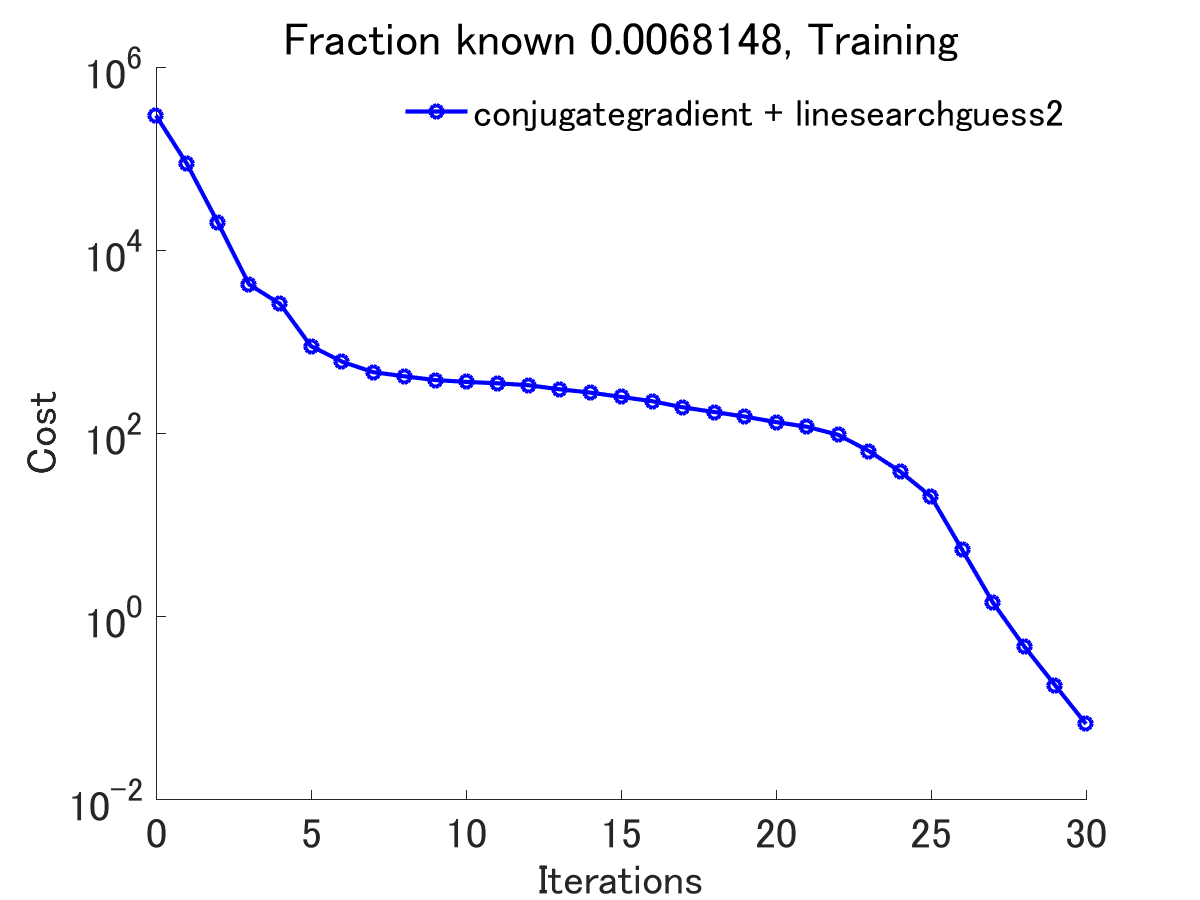 Fraction known 0.0068148, Training
conjugategradient + linesearchguess2
10^6
10^4
10^2
10^0
10^-2
Cost
0 5 10 15 20 25 30
Iterations